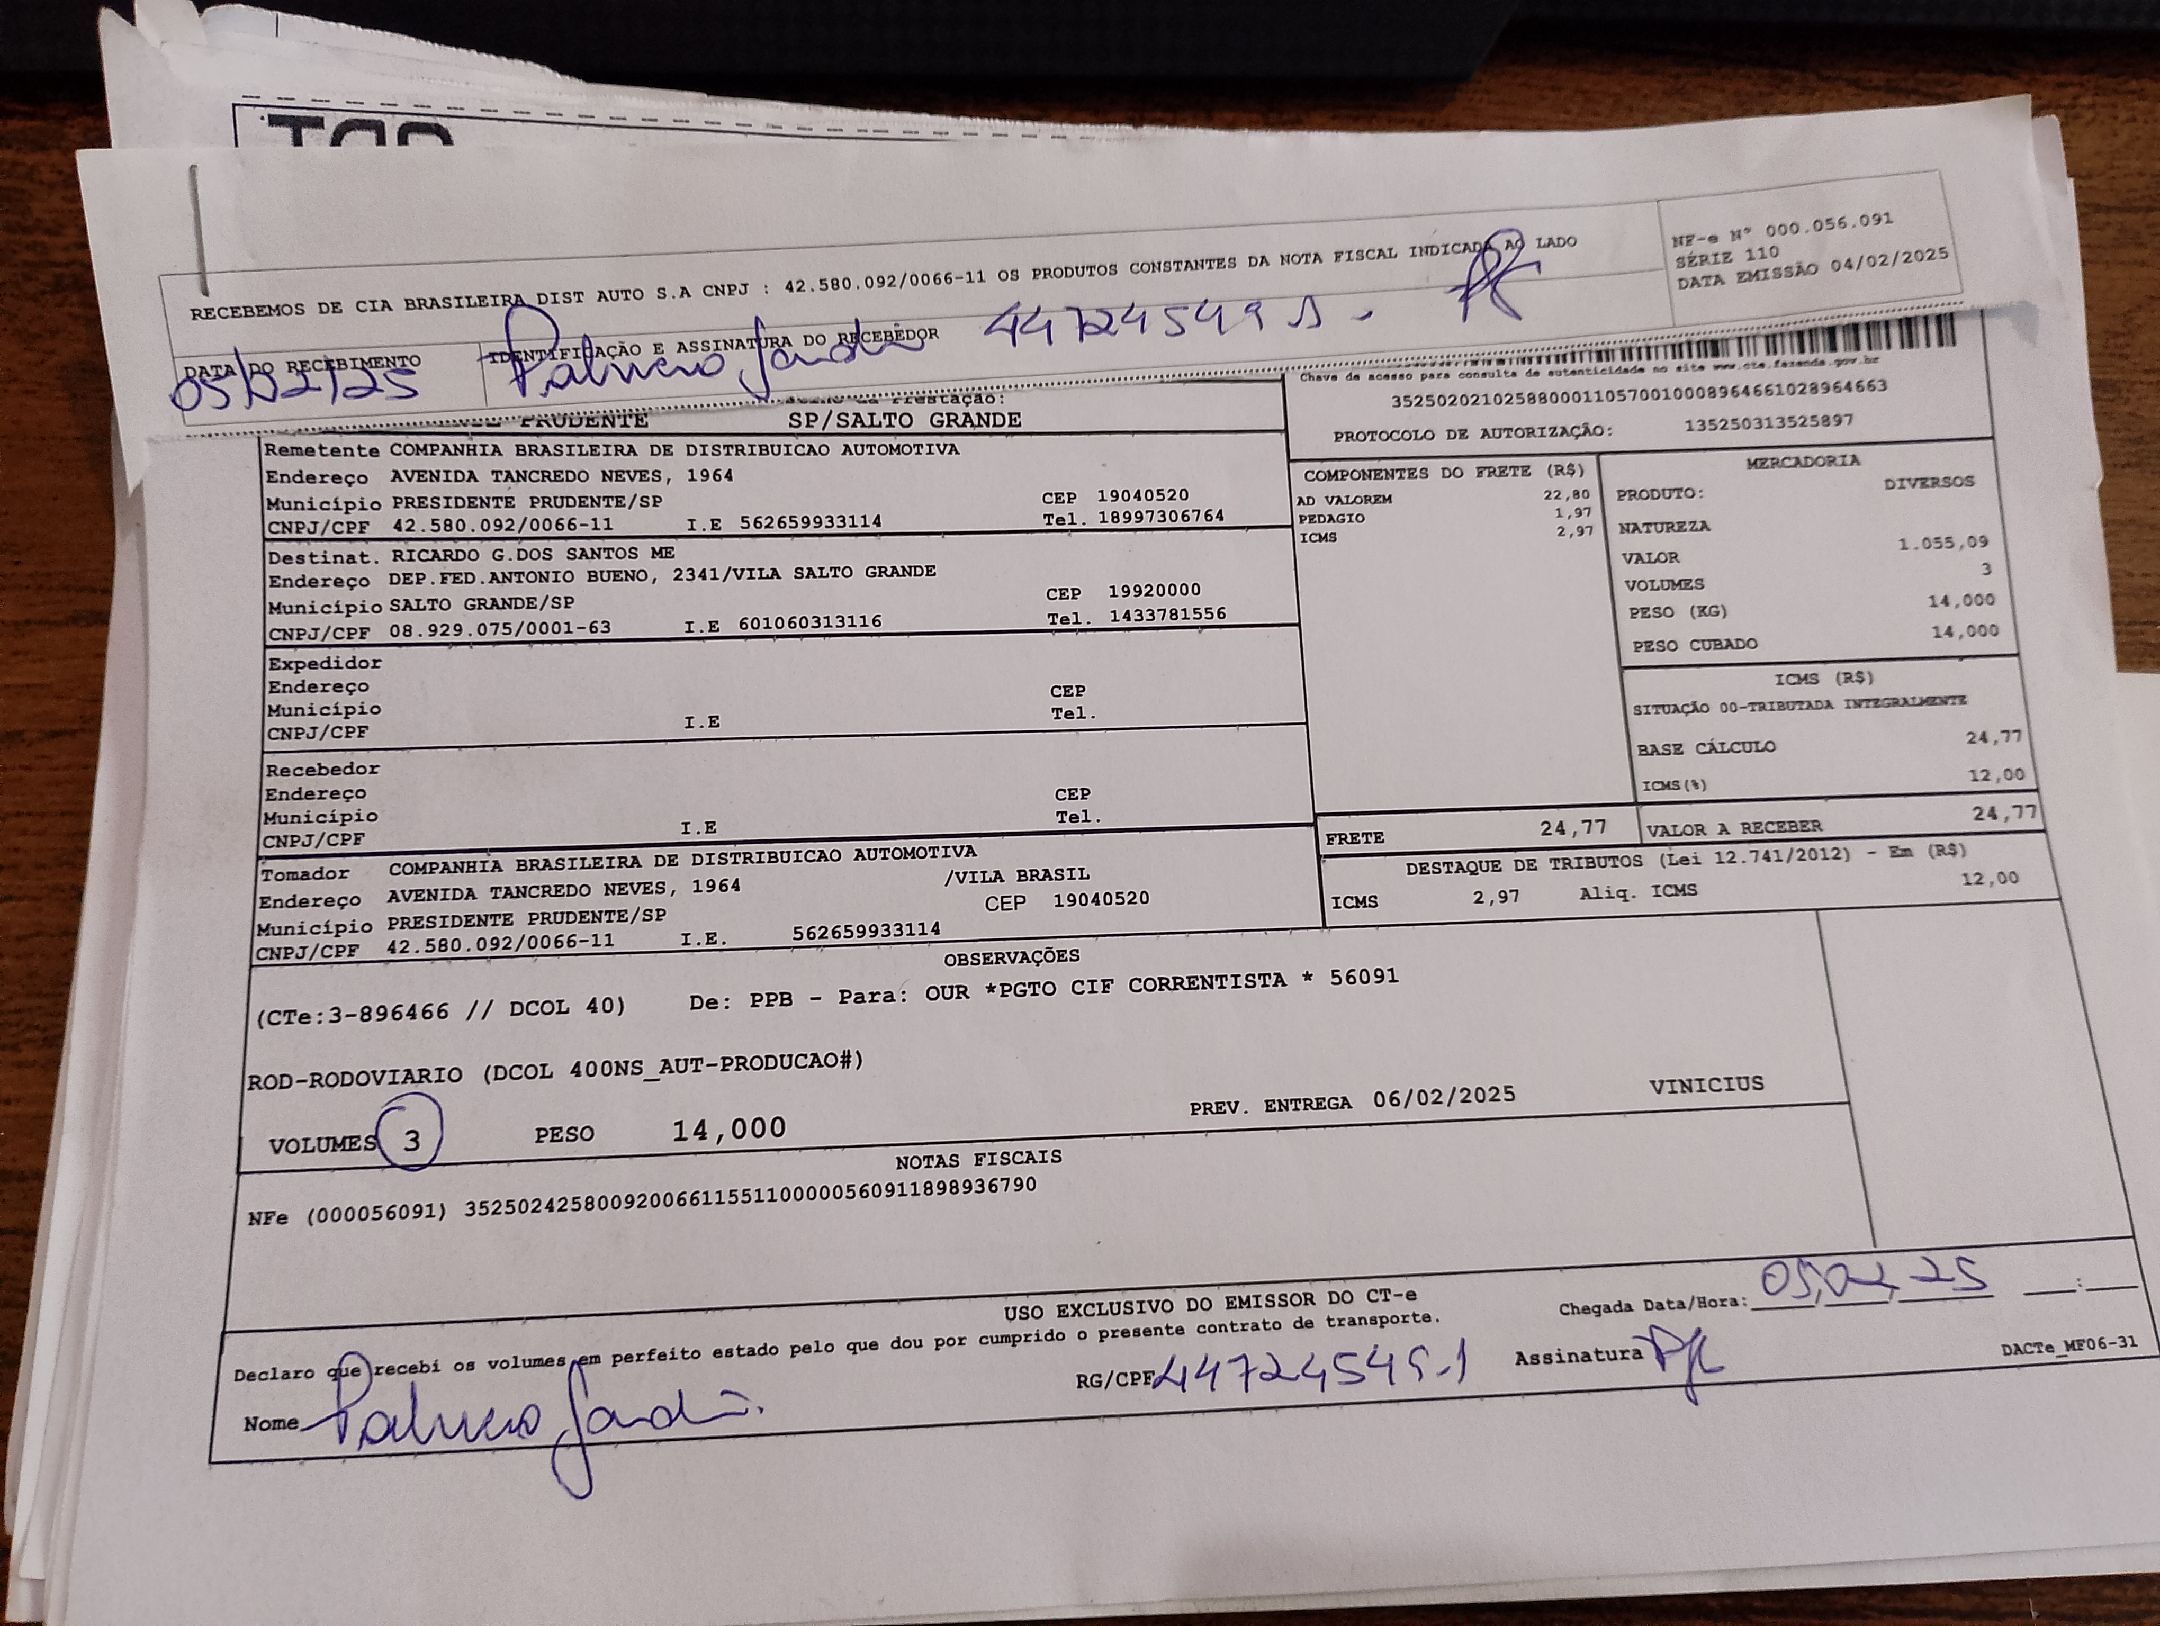 RECEBEMOS DE CIA BRASILEIRA DIST AUTO S.A CNPJ : 42.580.092/0066-11 OS PRODUTOS CONSTANTES DA NOTA FISCAL INDICADA AO LADO
NF-e Nº 000.056.091
SÉRIE 110
DATA EMISSÃO 04/02/2025
DATA DO RECEBIMENTO
05/02/25
IDENTIFICAÇÃO E ASSINATURA DO RECEBEDOR
Chave de acesso para consulta de autenticidade no site www.cte.fazenda.gov.br
35250202102588000110570010008964661028964663
PROTOCOLO DE AUTORIZAÇÃO: 135250313525897
PRUDENTE SP/SALTO GRANDE
Remetente COMPANHIA BRASILEIRA DE DISTRIBUICAO AUTOMOTIVA
Endereço AVENIDA TANCREDO NEVES, 1964
Município PRESIDENTE PRUDENTE/SP CEP 19040520
CNPJ/CPF 42.580.092/0066-11 I.E 562659933114 Tel. 18997306764
Destinat. RICARDO G.DOS SANTOS ME
Endereço DEP.FED.ANTONIO BUENO, 2341/VILA SALTO GRANDE
Município SALTO GRANDE/SP CEP 19920000
CNPJ/CPF 08.929.075/0001-63 I.E 601060313116 Tel. 1433781556
Expedidor
Endereço
Município CEP
CNPJ/CPF I.E Tel.
Recebedor
Endereço
Município CEP
CNPJ/CPF I.E Tel.
Tomador COMPANHIA BRASILEIRA DE DISTRIBUICAO AUTOMOTIVA
Endereço AVENIDA TANCREDO NEVES, 1964 /VILA BRASIL
Município PRESIDENTE PRUDENTE/SP CEP 19040520
CNPJ/CPF 42.580.092/0066-11 I.E. 562659933114
COMPONENTES DO FRETE (R$)
AD VALOREM 22,80
PEDAGIO 1,97
ICMS 2,97
MERCADORIA
PRODUTO: DIVERSOS
NATUREZA
VALOR 1.055,09
VOLUMES 3
PESO (KG) 14,000
PESO CUBADO 14,000
ICMS (R$)
SITUAÇÃO 00-TRIBUTADA INTEGRALMENTE
BASE CÁLCULO 24,77
ICMS(%) 12,00
FRETE 24,77 VALOR A RECEBER 24,77
DESTAQUE DE TRIBUTOS (Lei 12.741/2012) - Em (R$)
ICMS 2,97 Aliq. ICMS 12,00
OBSERVAÇÕES
(CTe:3-896466 // DCOL 40) De: PPB - Para: OUR *PGTO CIF CORRENTISTA * 56091
ROD-RODOVIARIO (DCOL 400NS_AUT-PRODUCAO#)
PREV. ENTREGA 06/02/2025 VINICIUS
VOLUMES 3 PESO 14,000
NOTAS FISCAIS
NFe (000056091) 35250242580092006611551100000560911898936790
USO EXCLUSIVO DO EMISSOR DO CT-e
Declaro que recebi os volumes em perfeito estado pelo que dou por cumprido o presente contrato de transporte.
Chegada Data/Hora: 05,02,25 __:__
Nome
RG/CPF 44724549-1
Assinatura
DACTe_MF06-31